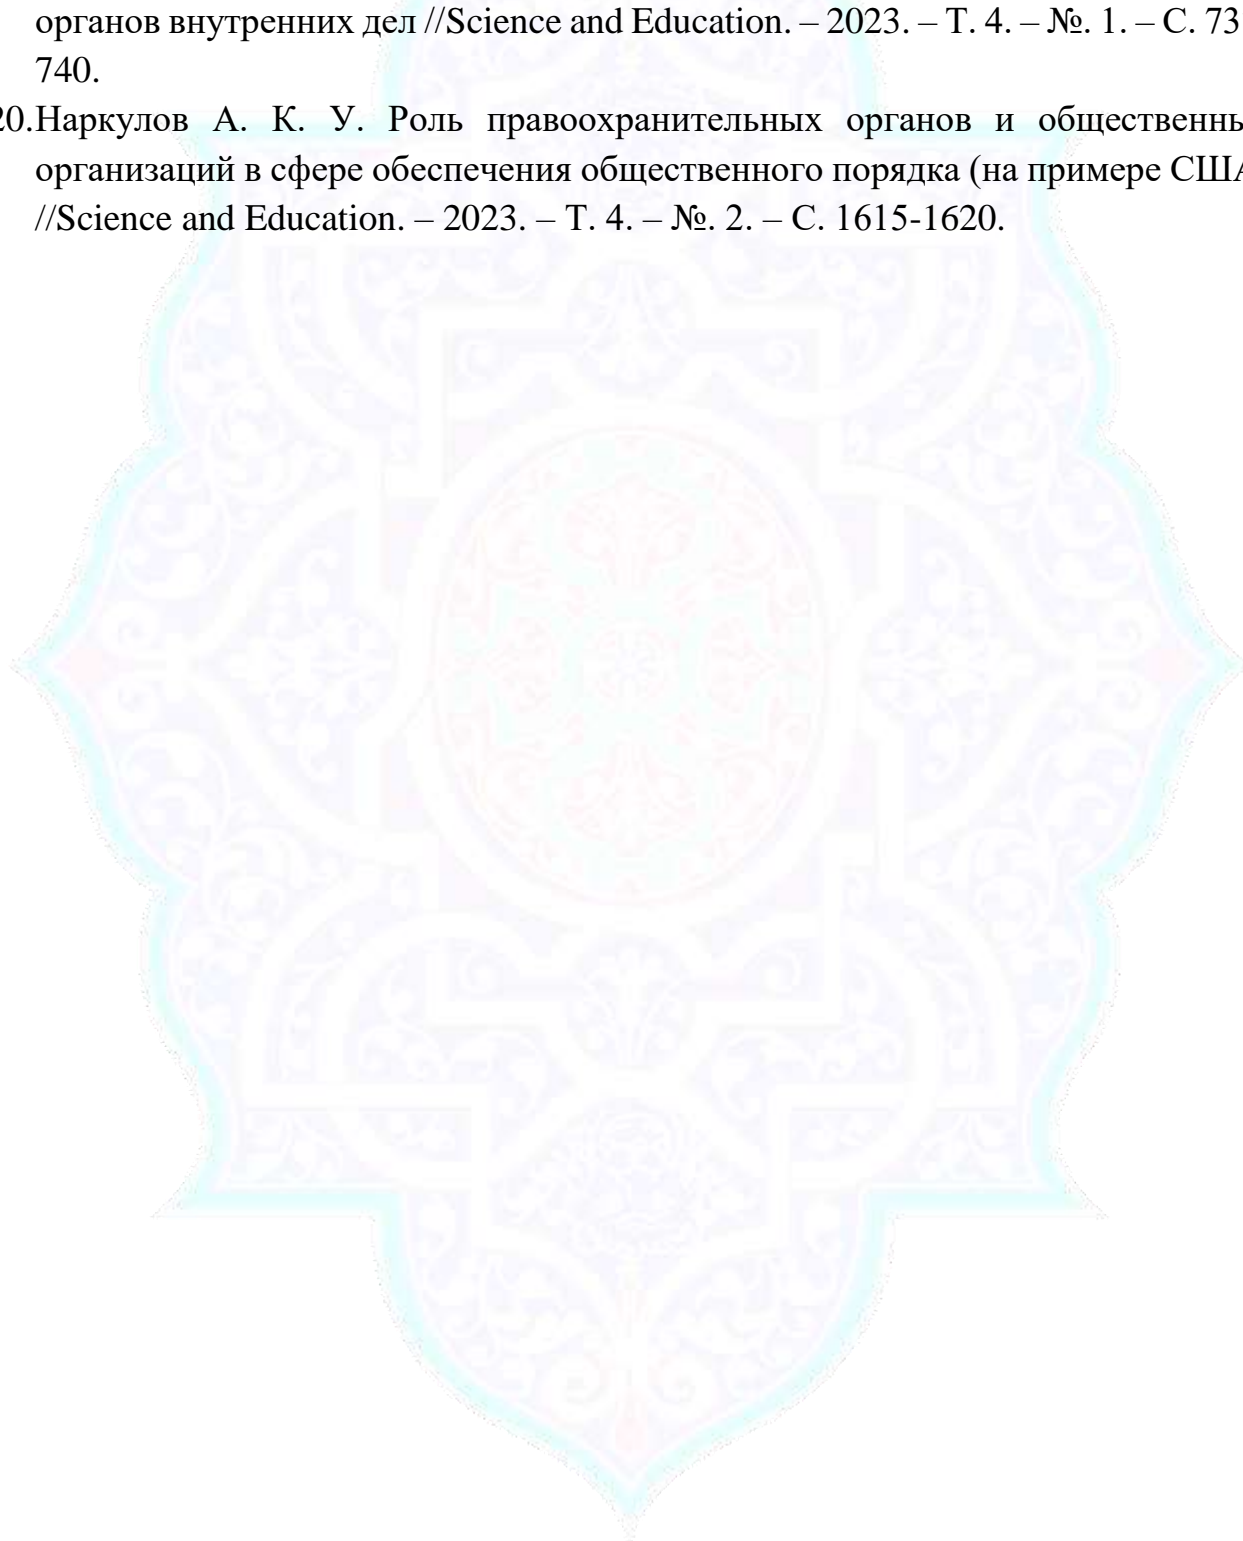 органов внутренних дел //Science and Education. – 2023. – Т. 4. – №. 1. – С. 73
740.
20.Наркулов А. К. У. Роль правоохранительных органов и общественны
организаций в сфере обеспечения общественного порядка (на примере США
//Science and Education. – 2023. – Т. 4. – №. 2. – С. 1615-1620.